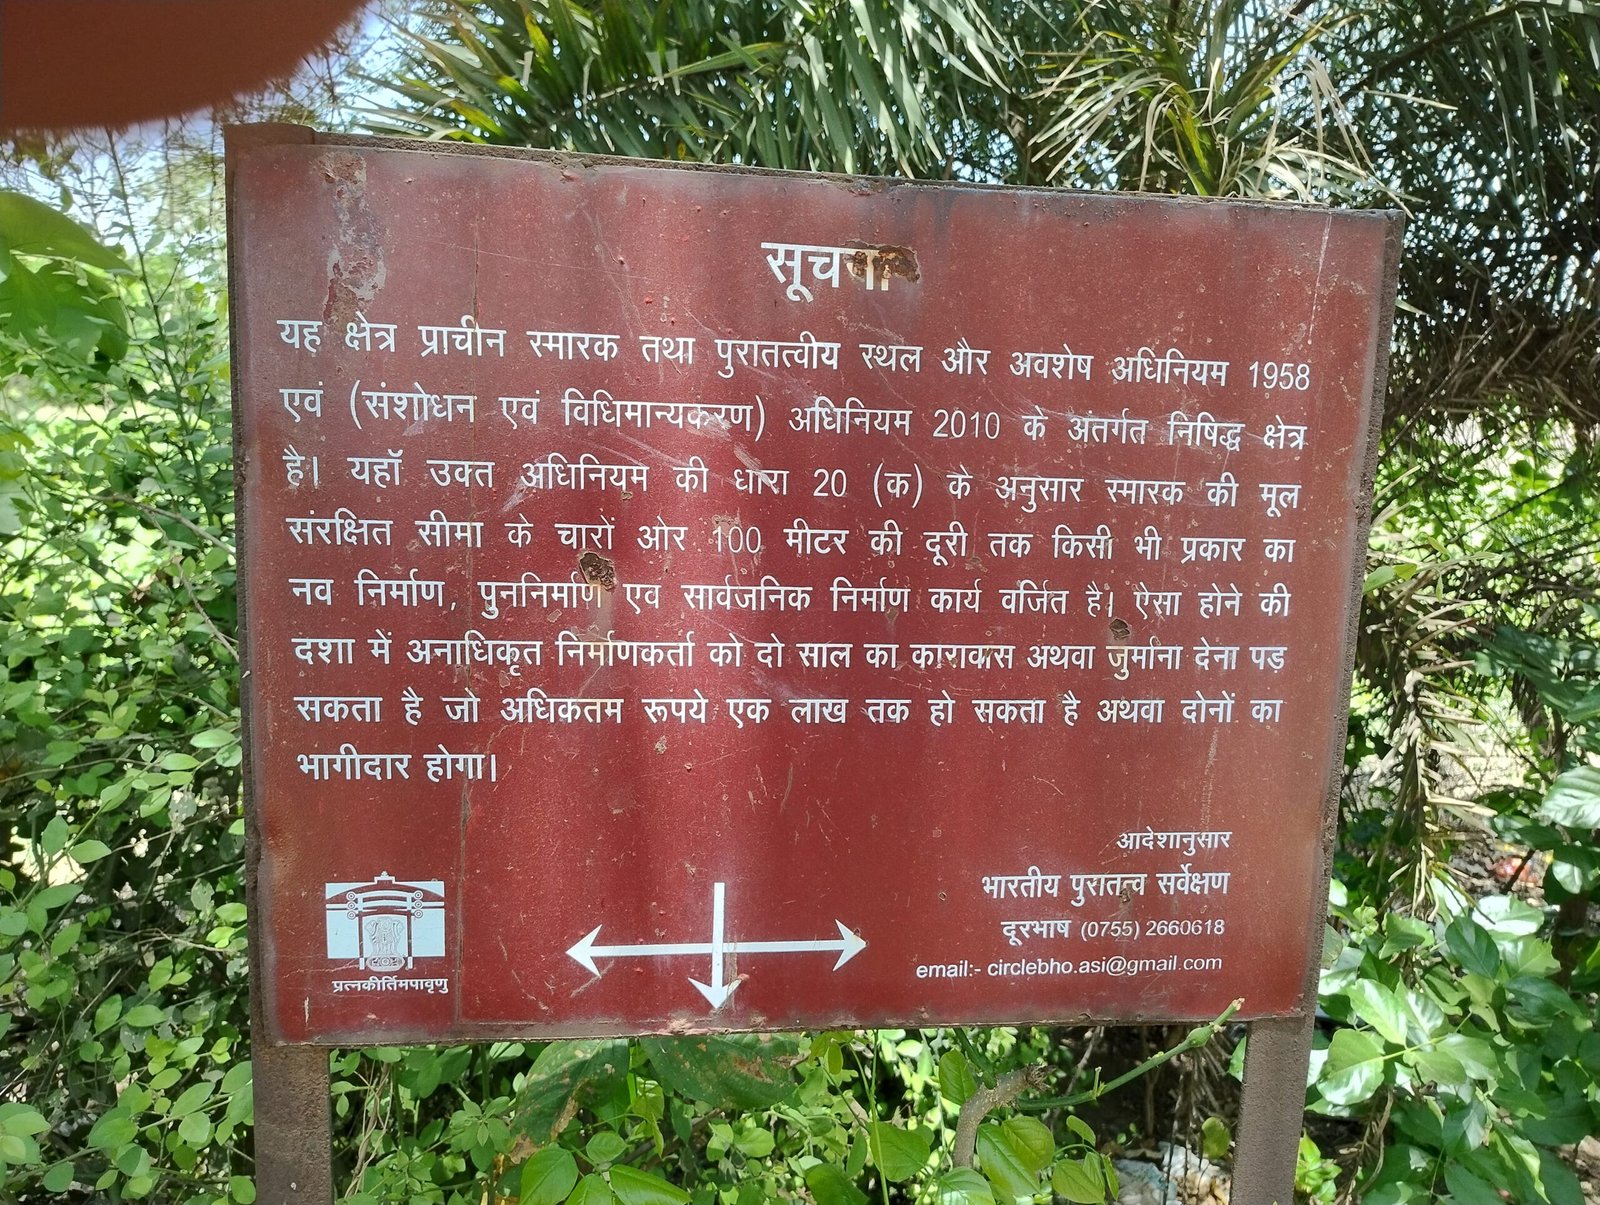 सूचना
यह क्षेत्र प्राचीन स्मारक तथा पुरातत्वीय स्थल और अवशेष अधिनियम 1958
एवं (संशोधन एवं विधिमान्यकरण) अधिनियम 2010 के अंतर्गत निषिद्ध क्षेत्र
है। यहॉ उक्त अधिनियम की धारा 20 (क) के अनुसार स्मारक की मूल
संरक्षित सीमा के चारों ओर 100 मीटर की दूरी तक किसी भी प्रकार का
नव निर्माण, पुननिर्माण एव सार्वजनिक निर्माण कार्य वर्जित है। ऐसा होने की
दशा में अनाधिकृत निर्माणकर्ता को दो साल का कारावास अथवा जुर्माना देना पड़
सकता है जो अधिकतम रूपये एक लाख तक हो सकता है अथवा दोनों का
भागीदार होगा।
आदेशानुसार
भारतीय पुरातत्व सर्वेक्षण
दूरभाष (0755) 2660618
email:- circlebho.asi@gmail.com
प्रत्नकीर्तिमपावृणु